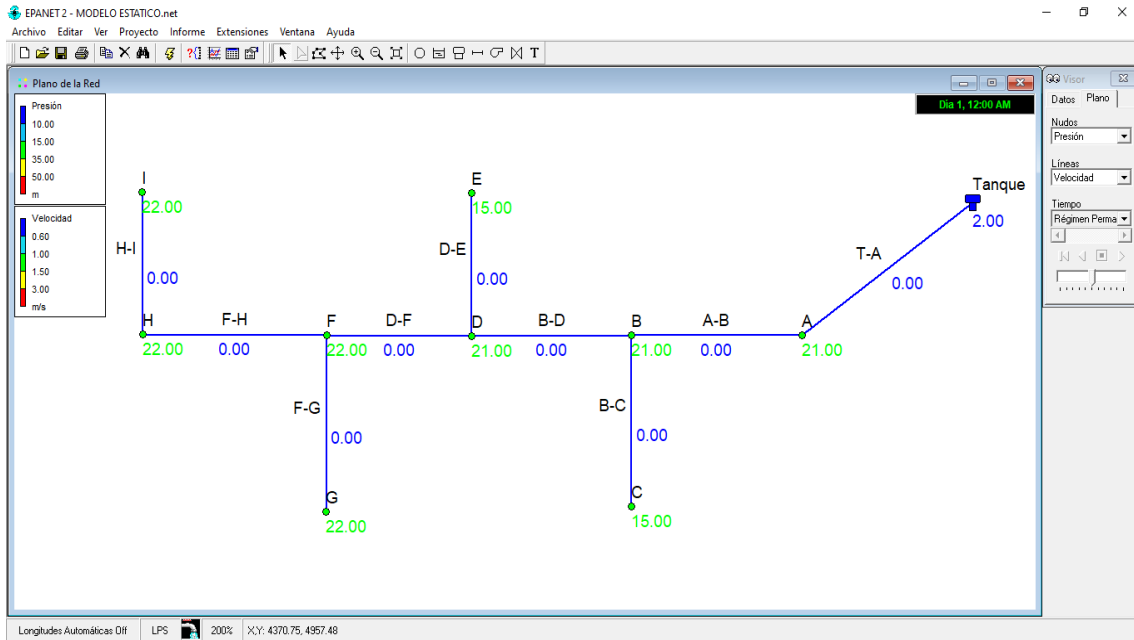 EPANET 2 - MODELO ESTATICO.net
Archivo Editar Ver Proyecto Informe Extensiones Ventana Ayuda
T
Plano de la Red
Presión
10.00
15.00
35.00
50.00
m
Velocidad
0.60
1.00
1.50
3.00
m/s
Dia 1, 12:00 AM
I
22.00
H-I
0.00
E
15.00
D-E
0.00
Tanque
2.00
T-A
0.00
H
22.00
F-H
0.00
F
22.00
D-F
0.00
D
21.00
B-D
0.00
B
21.00
A-B
0.00
A
21.00
F-G
0.00
G
22.00
B-C
0.00
C
15.00
Visor
Datos Plano
Nudos
Presión
Líneas
Velocidad
Tiempo
Régimen Perma
Longitudes Automáticas Off LPS 200% X,Y: 4370.75, 4957.48